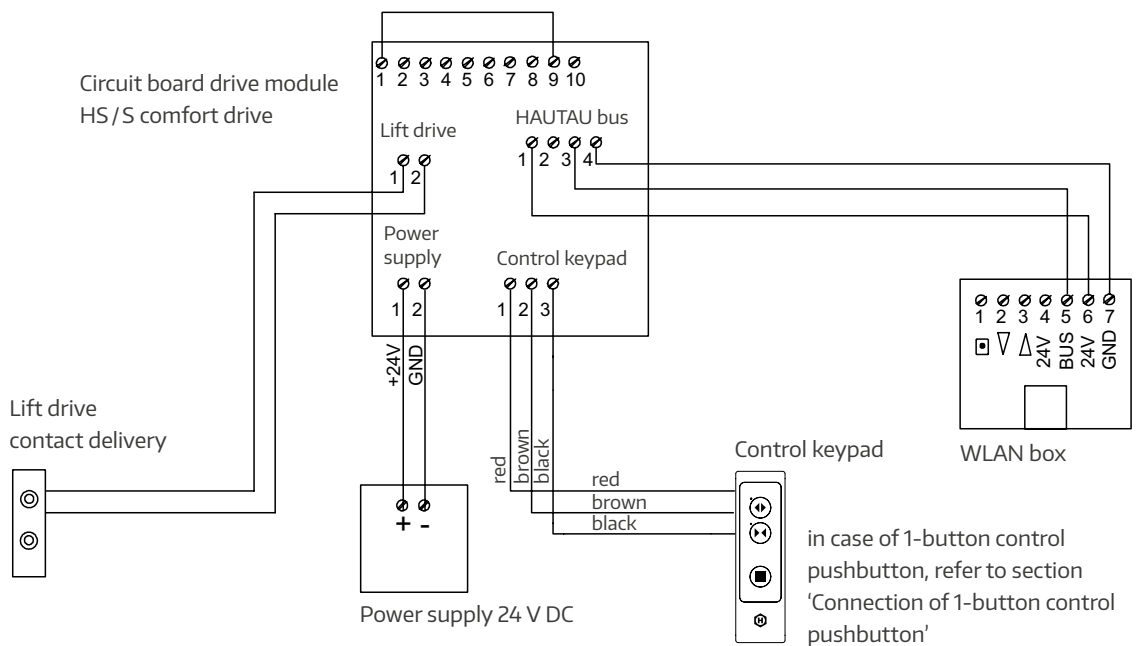 1 2 3 4 5 6 7 8 9 10
Circuit board drive module
HS / S comfort drive
Lift drive
1 2
HAUTAU bus
1 2 3 4
Power
supply
1 2
Control keypad
1 2 3
+24V
GND
red
brown
black
1 2 3 4 5 6 7
24V
BUS
24V
GND
WLAN box
Lift drive
contact delivery
+ -
Power supply 24 V DC
red
brown
black
Control keypad
H
in case of 1-button control
pushbutton, refer to section
‘Connection of 1-button control
pushbutton’